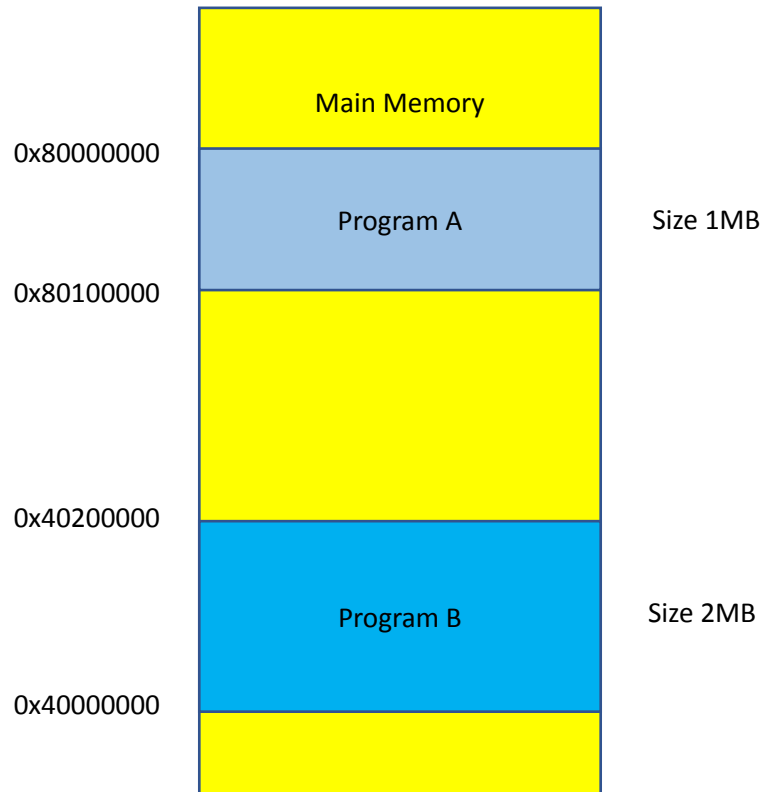 Main Memory
0x80000000
Program A
Size 1MB
0x80100000
0x40200000
Program B
Size 2MB
0x40000000